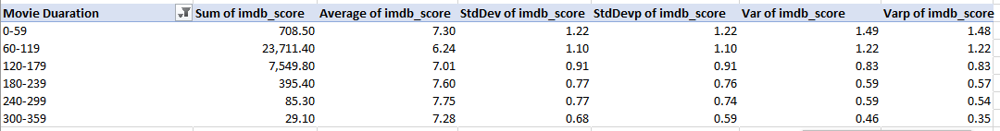 Movie Duaration Sum of imdb_score Average of imdb_score StdDev of imdb_score StdDevp of imdb_score Var of imdb_score Varp of imdb_score
0-59 708.50 7.30 1.22 1.22 1.49 1.48
60-119 23,711.40 6.24 1.10 1.10 1.22 1.22
120-179 7,549.80 7.01 0.91 0.91 0.83 0.83
180-239 395.40 7.60 0.77 0.76 0.59 0.57
240-299 85.30 7.75 0.77 0.74 0.59 0.54
300-359 29.10 7.28 0.68 0.59 0.46 0.35